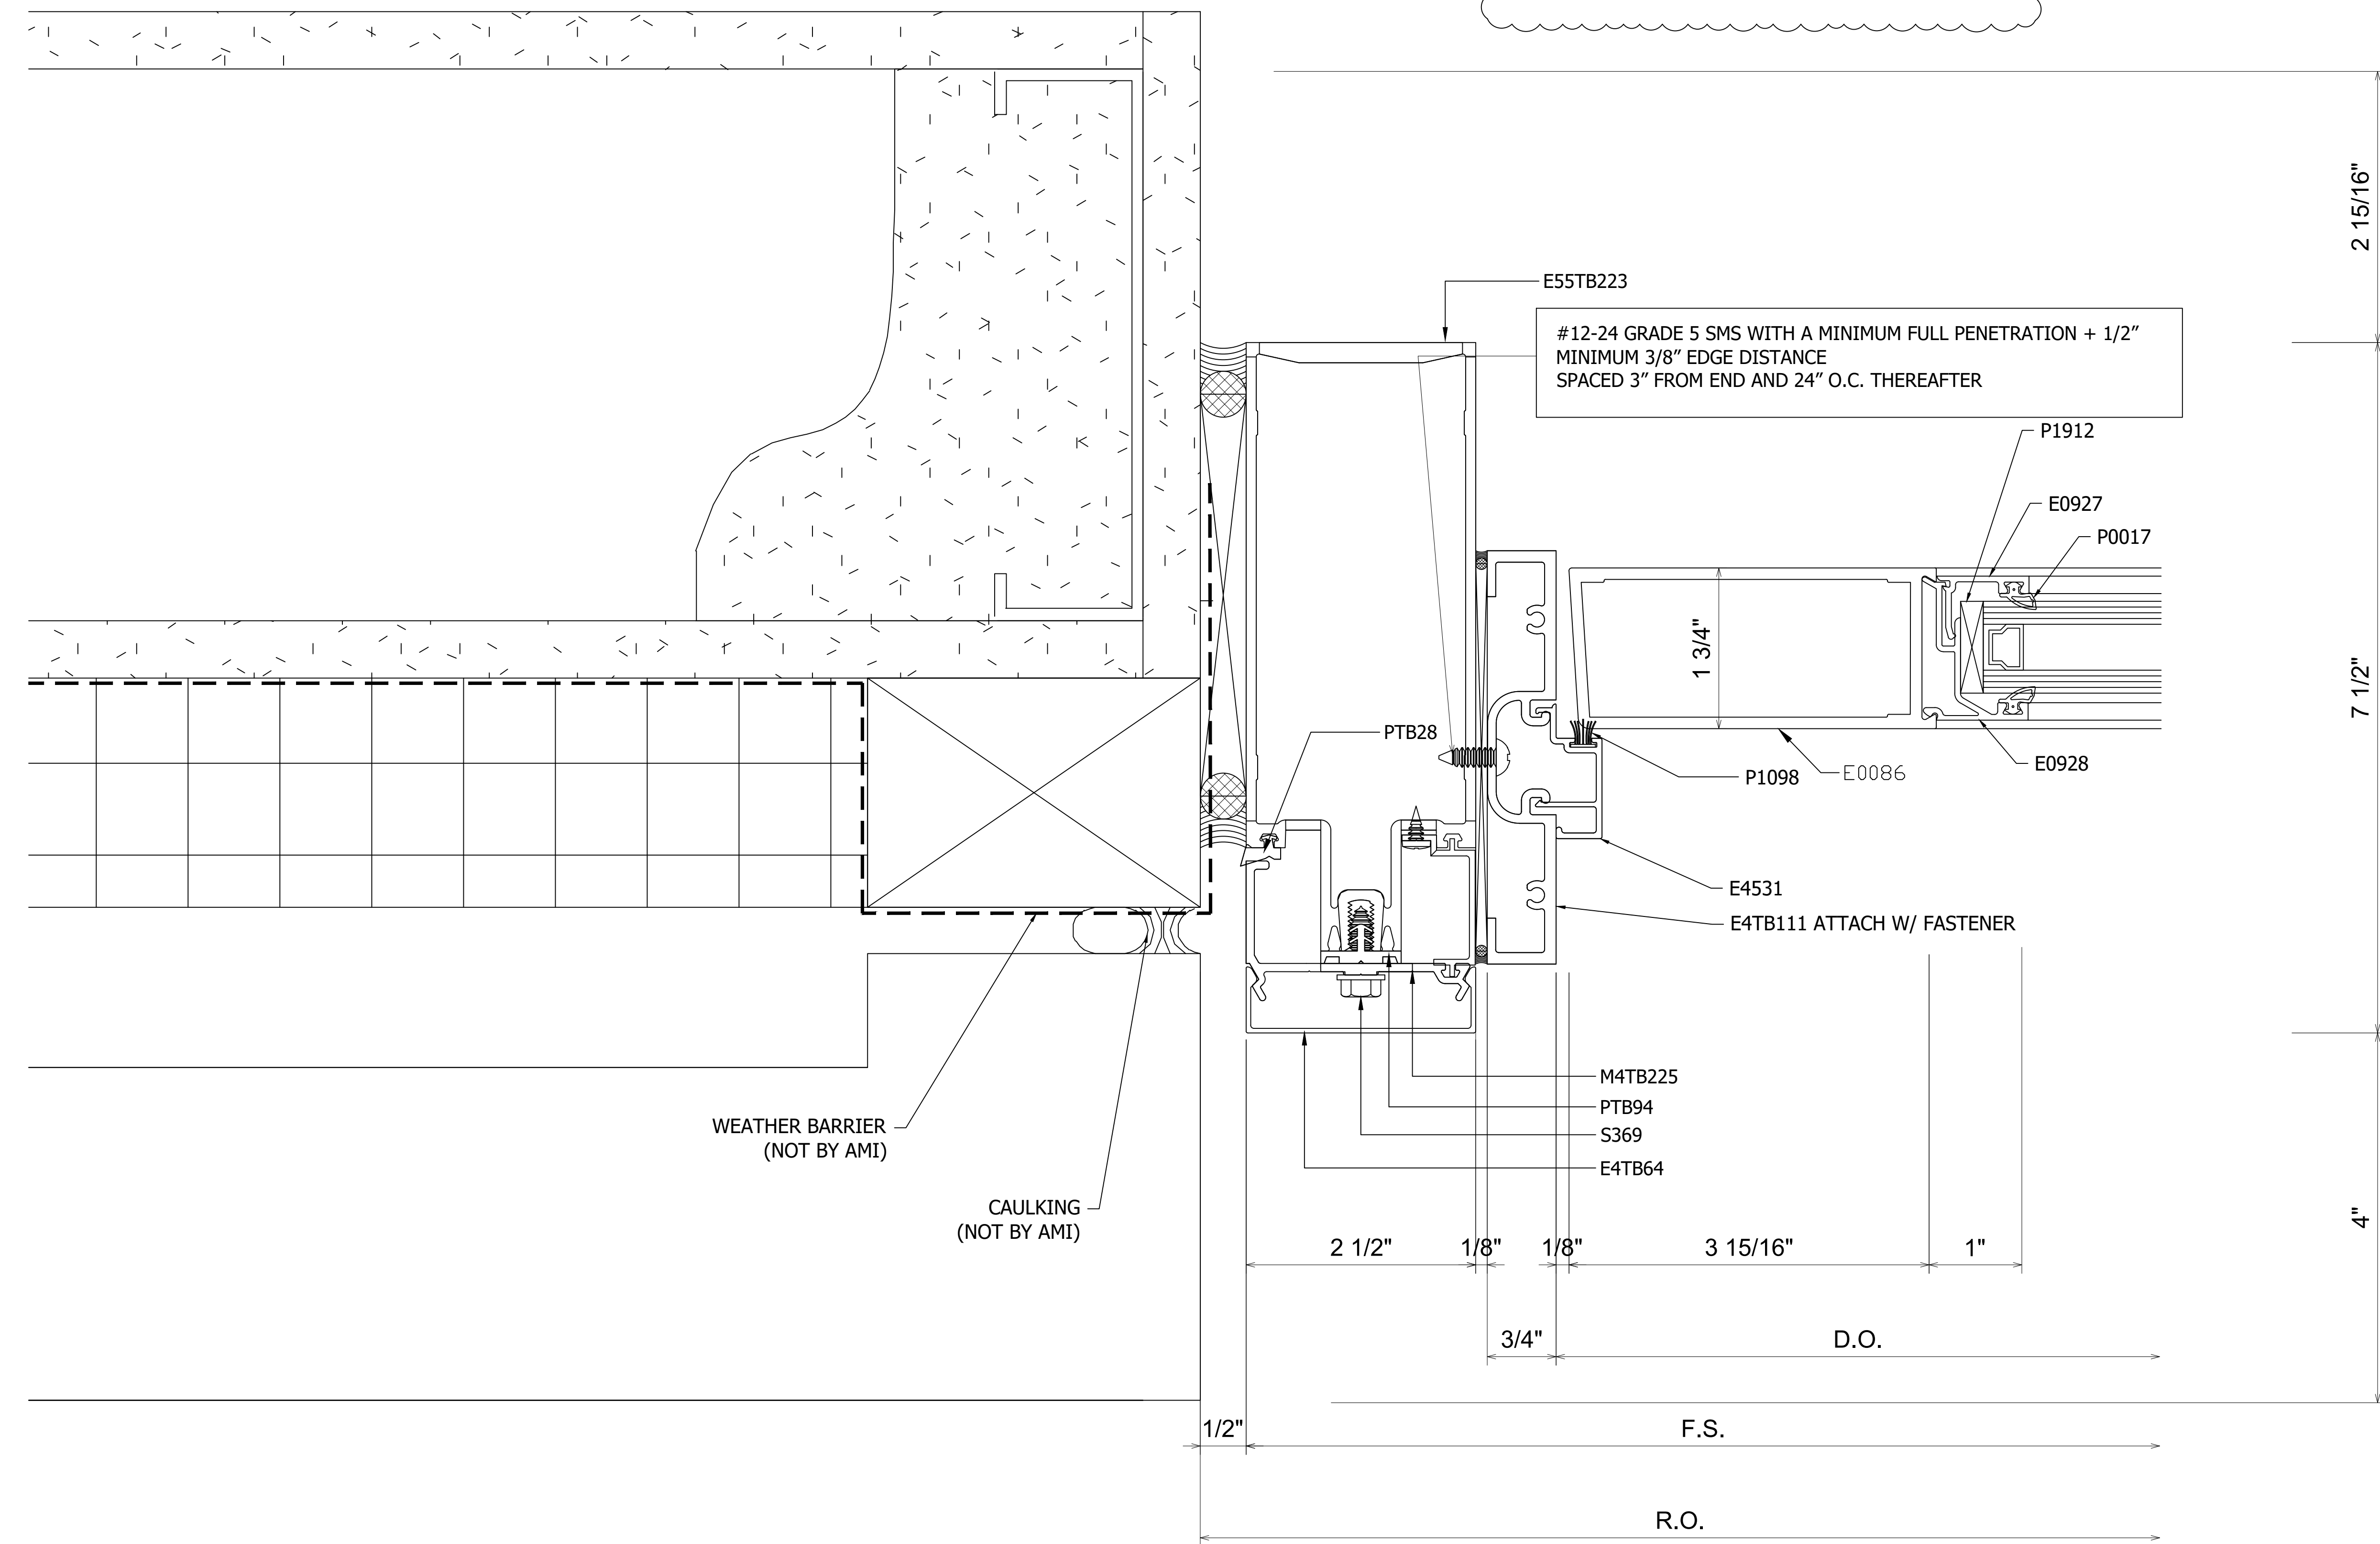 2 15/16"
E55TB223
#12-24 GRADE 5 SMS WITH A MINIMUM FULL PENETRATION + 1/2″
MINIMUM 3/8″ EDGE DISTANCE
SPACED 3″ FROM END AND 24″ O.C. THEREAFTER
P1912
E0927
P0017
1 3/4"
7 1/2"
PTB28
E0928
P1098
E0086
E4531
E4TB111 ATTACH W/ FASTENER
M4TB225
PTB94
S369
E4TB64
WEATHER BARRIER
(NOT BY AMI)
CAULKING
(NOT BY AMI)
4"
2 1/2"
1/8"
1/8"
3 15/16"
1"
3/4"
D.O.
1/2"
F.S.
R.O.